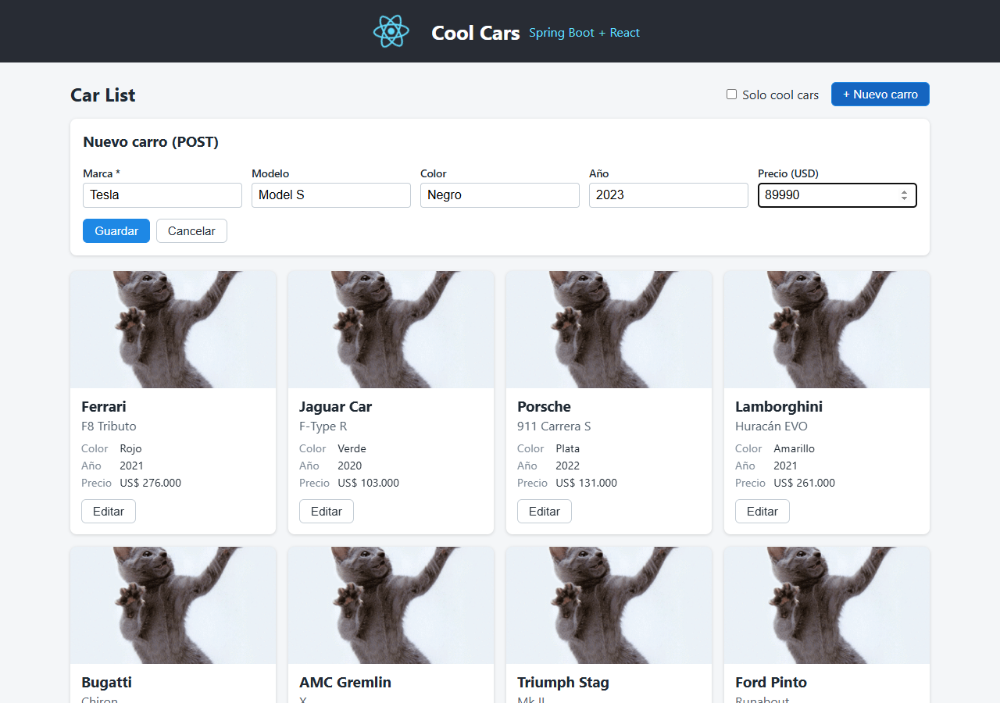 Cool Cars Spring Boot + React
Car List
Solo cool cars
+ Nuevo carro
Nuevo carro (POST)
Marca * Modelo Color Año Precio (USD)
Tesla Model S Negro 2023 89990
Guardar Cancelar
Ferrari
F8 Tributo
Color Rojo
Año 2021
Precio US$ 276.000
Editar
Jaguar Car
F-Type R
Color Verde
Año 2020
Precio US$ 103.000
Editar
Porsche
911 Carrera S
Color Plata
Año 2022
Precio US$ 131.000
Editar
Lamborghini
Huracán EVO
Color Amarillo
Año 2021
Precio US$ 261.000
Editar
Bugatti
Chiron
AMC Gremlin
X
Triumph Stag
Mk II
Ford Pinto
Runabout